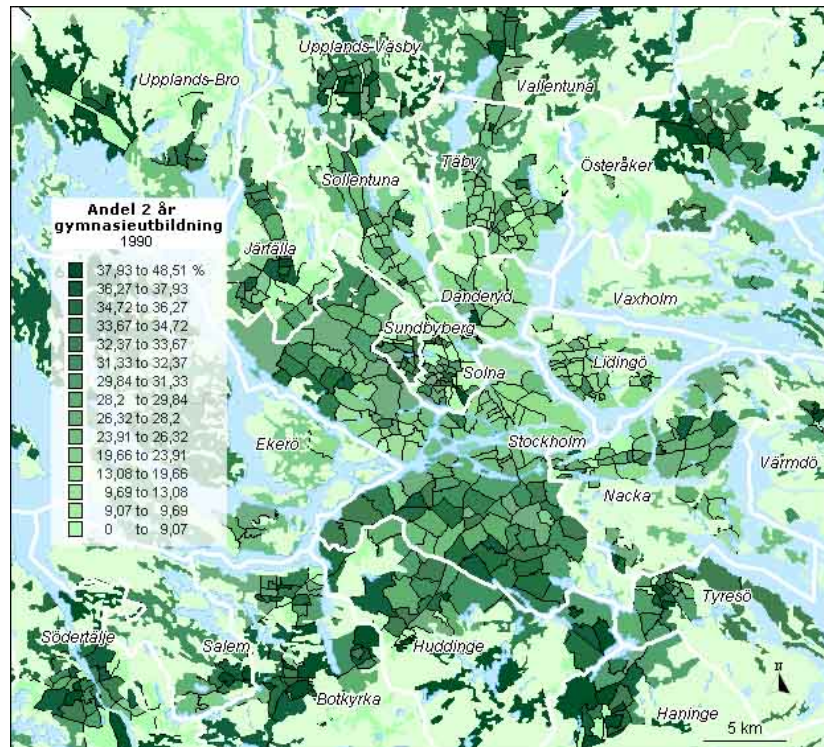 Upplands-Väsby
Upplands-Bro
Vallentuna
Täby
Österåker
Sollentuna
Andel 2 år
gymnasieutbildning
1990
37,93 to 48,51 %
36,27 to 37,93
34,72 to 36,27
33,67 to 34,72
32,37 to 33,67
31,33 to 32,37
29,84 to 31,33
28,2 to 29,84
26,32 to 28,2
23,91 to 26,32
19,66 to 23,91
13,08 to 19,66
9,69 to 13,08
9,07 to 9,69
0 to 9,07
Järfälla
Danderyd
Vaxholm
Sundbyberg
Solna
Lidingö
Ekerö
Stockholm
Värmdö
Nacka
Tyresö
Södertälje
Salem
Huddinge
Botkyrka
Haninge
N
5 km